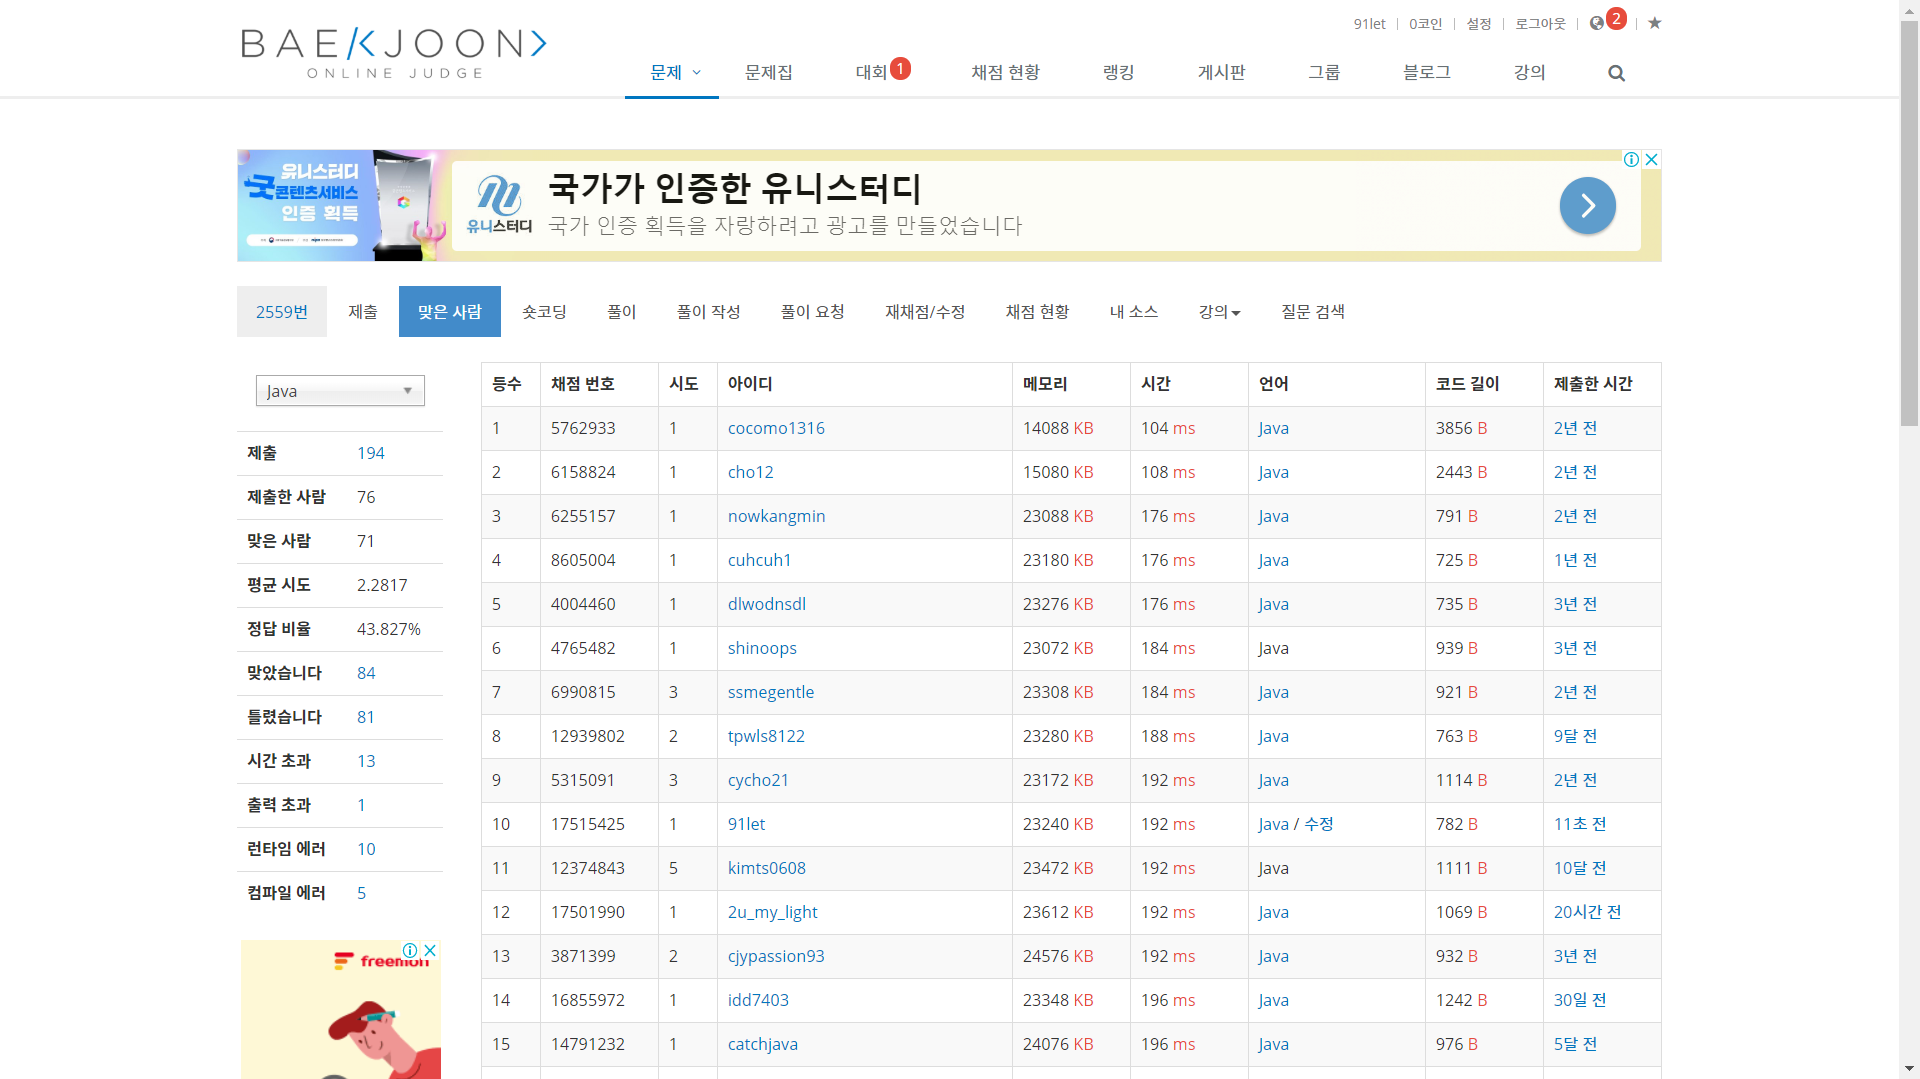 BAEKJOON>
ONLINE JUDGE
91let | 0코인 | 설정 | 로그아웃 | 2 | ★
문제 문제집 대회 1 채점 현황 랭킹 게시판 그룹 블로그 강의
유니스터디
굿 콘텐츠서비스
인증 획득
유니스터디
국가가 인증한 유니스터디
국가 인증 획득을 자랑하려고 광고를 만들었습니다
2559번 제출 맞은 사람 숏코딩 풀이 풀이 작성 풀이 요청 재채점/수정 채점 현황 내 소스 강의 질문 검색
Java
제출 194
제출한 사람 76
맞은 사람 71
평균 시도 2.2817
정답 비율 43.827%
맞았습니다 84
틀렸습니다 81
시간 초과 13
출력 초과 1
런타임 에러 10
컴파일 에러 5
freemon
등수 채점 번호 시도 아이디 메모리 시간 언어 코드 길이 제출한 시간
1 5762933 1 cocomo1316 14088 KB 104 ms Java 3856 B 2년 전
2 6158824 1 cho12 15080 KB 108 ms Java 2443 B 2년 전
3 6255157 1 nowkangmin 23088 KB 176 ms Java 791 B 2년 전
4 8605004 1 cuhcuh1 23180 KB 176 ms Java 725 B 1년 전
5 4004460 1 dlwodnsdl 23276 KB 176 ms Java 735 B 3년 전
6 4765482 1 shinoops 23072 KB 184 ms Java 939 B 3년 전
7 6990815 3 ssmegentle 23308 KB 184 ms Java 921 B 2년 전
8 12939802 2 tpwls8122 23280 KB 188 ms Java 763 B 9달 전
9 5315091 3 cycho21 23172 KB 192 ms Java 1114 B 2년 전
10 17515425 1 91let 23240 KB 192 ms Java / 수정 782 B 11초 전
11 12374843 5 kimts0608 23472 KB 192 ms Java 1111 B 10달 전
12 17501990 1 2u_my_light 23612 KB 192 ms Java 1069 B 20시간 전
13 3871399 2 cjypassion93 24576 KB 192 ms Java 932 B 3년 전
14 16855972 1 idd7403 23348 KB 196 ms Java 1242 B 30일 전
15 14791232 1 catchjava 24076 KB 196 ms Java 976 B 5달 전